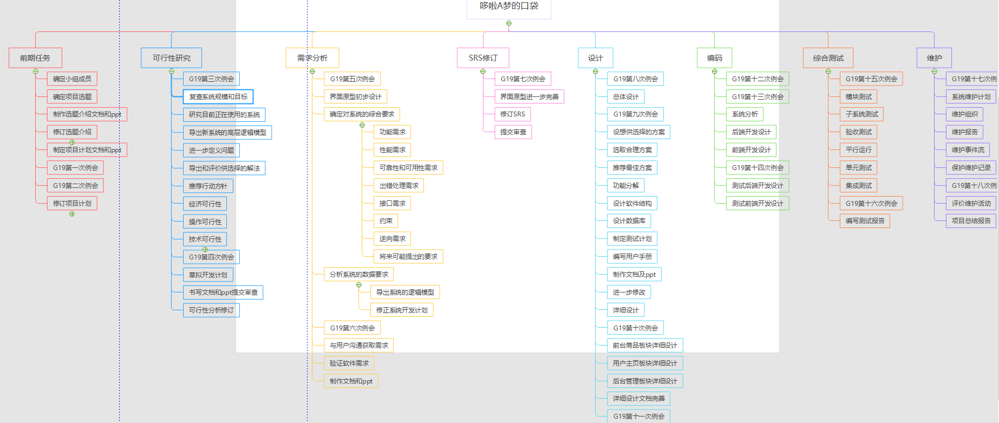 哆啦A梦的口袋
前期任务
确定小组成员
确定项目选题
制作选题介绍文档和ppt
修订选题介绍
制定项目计划文档和ppt
G19第一次例会
G19第二次例会
修订项目计划
可行性研究
G19第三次例会
复查系统规模和目标
研究目前正在使用的系统
导出新系统的高层逻辑模型
进一步定义问题
导出和评价供选择的解法
推荐行动方针
经济可行性
操作可行性
技术可行性
G19第四次例会
草拟开发计划
书写文档和ppt提交审查
可行性分析修订
需求分析
G19第五次例会
界面原型初步设计
确定对系统的综合要求
功能需求
性能需求
可靠性和可用性需求
出错处理需求
接口需求
约束
逆向需求
将来可能提出的要求
分析系统的数据要求
导出系统的逻辑模型
修正系统开发计划
G19第六次例会
与用户沟通获取需求
验证软件需求
制作文档和ppt
SRS修订
G19第七次例会
界面原型进一步完善
修订SRS
提交审查
设计
G19第八次例会
总体设计
G19第九次例会
设想供选择的方案
选取合理方案
推荐最佳方案
功能分解
设计软件结构
设计数据库
制定测试计划
编写用户手册
制作文档及ppt
进一步修改
详细设计
G19第十次例会
前台商品板块详细设计
用户主页板块详细设计
后台管理板块详细设计
详细设计文档完善
G19第十一次例会
编码
G19第十二次例会
G19第十三次例会
系统分析
后端开发设计
前端开发设计
G19第十四次例会
测试后端开发设计
测试前端开发设计
综合测试
G19第十五次例会
模块测试
子系统测试
验收测试
平行运行
单元测试
集成测试
G19第十六次例会
编写测试报告
维护
G19第十七次例
系统维护计划
维护组织
维护报告
维护事件流
保护维护记录
G19第十八次例
评价维护活动
项目总结报告